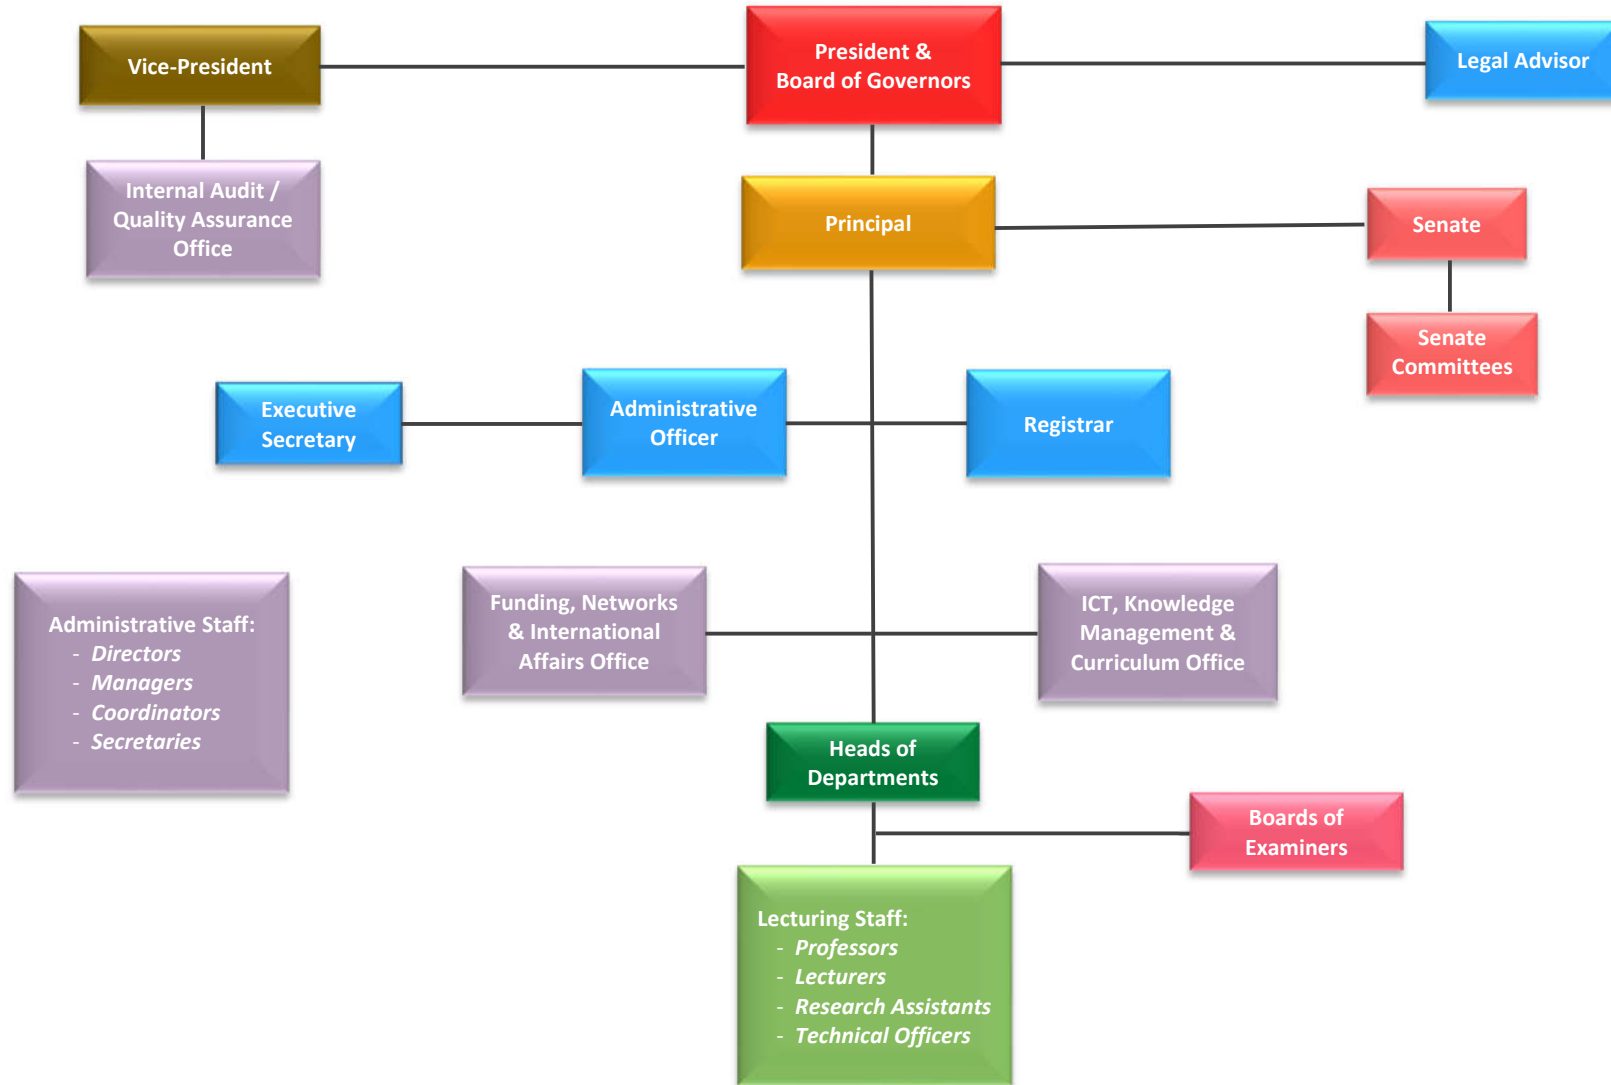 Vice-President
President &
Board of Governors
Legal Advisor
Internal Audit /
Quality Assurance
Office
Principal
Senate
Senate
Committees
Executive
Secretary
Administrative
Officer
Registrar
Administrative Staff:
- Directors
- Managers
- Coordinators
- Secretaries
Funding, Networks
& International
Affairs Office
ICT, Knowledge
Management &
Curriculum Office
Heads of
Departments
Boards of
Examiners
Lecturing Staff:
- Professors
- Lecturers
- Research Assistants
- Technical Officers